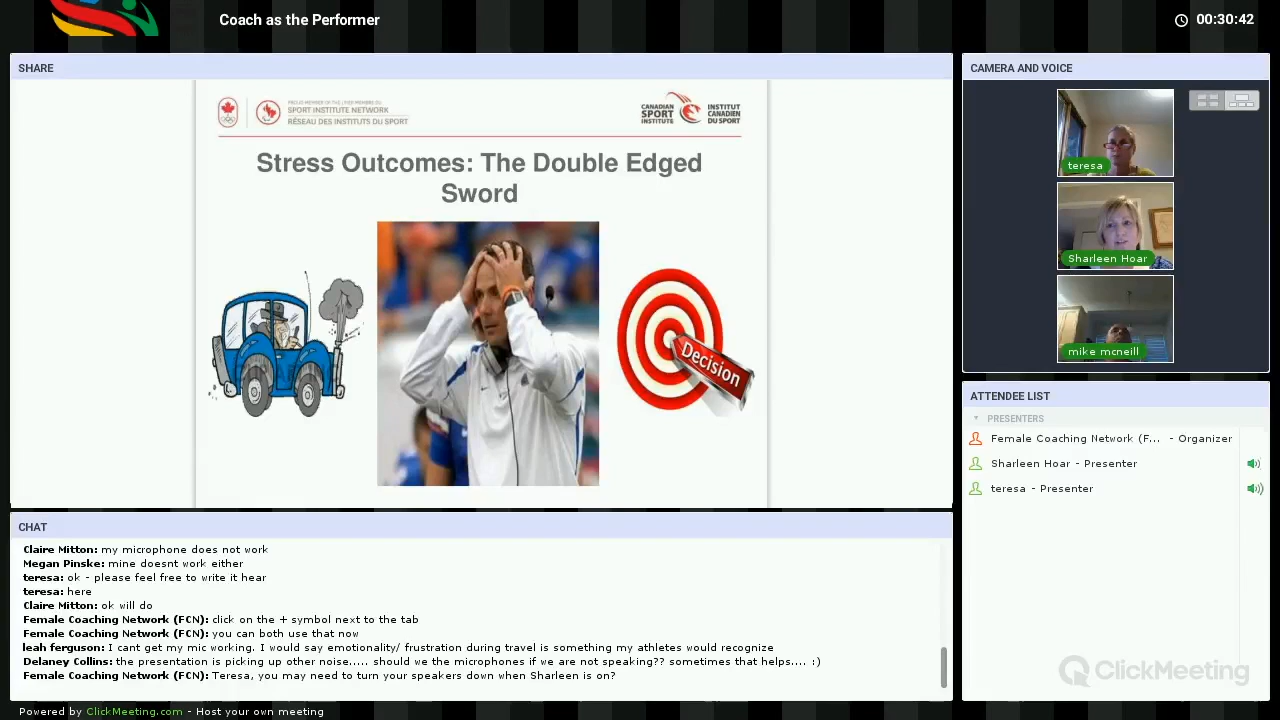 Coach as the Performer
00:30:42
SHARE
PROUD MEMBER OF THE / FIER MEMBRE DU
SPORT INSTITUTE NETWORK
RÉSEAU DES INSTITUTS DU SPORT
CANADIAN SPORT INSTITUTE
INSTITUT CANADIEN DU SPORT
Stress Outcomes: The Double Edged
Sword
Decision
CAMERA AND VOICE
teresa
Sharleen Hoar
mike mcneill
ATTENDEE LIST
PRESENTERS
Female Coaching Network (F... - Organizer
Sharleen Hoar - Presenter
teresa - Presenter
CHAT
Claire Mitton: my microphone does not work
Megan Pinske: mine doesnt work either
teresa: ok - please feel free to write it hear
teresa: here
Claire Mitton: ok will do
Female Coaching Network (FCN): click on the + symbol next to the tab
Female Coaching Network (FCN): you can both use that now
leah ferguson: I cant get my mic working. I would say emotionality/ frustration during travel is something my athletes would recognize
Delaney Collins: the presentation is picking up other noise.... should we the microphones if we are not speaking?? sometimes that helps.... :)
Female Coaching Network (FCN): Teresa, you may need to turn your speakers down when Sharleen is on?
ClickMeeting
Powered by ClickMeeting.com - Host your own meeting